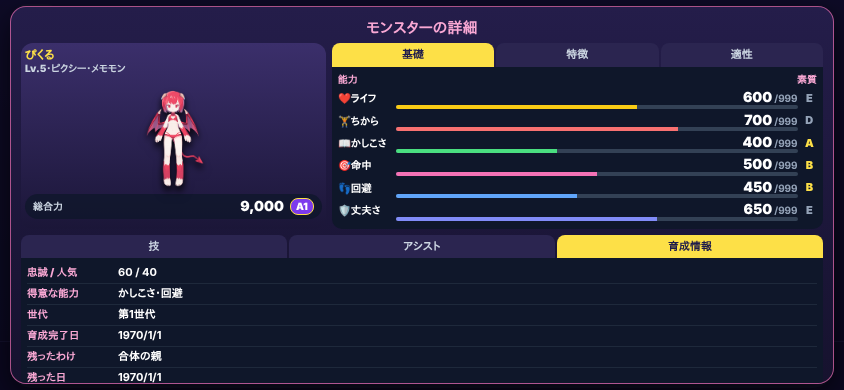 モンスターの詳細
ぴくる
Lv.5・ピクシー・メモモン
総合力 9,000 A1
基礎 特徴 適性
能力 素質
❤️ライフ 600 /999 E
🏋️ちから 700 /999 D
📖かしこさ 400 /999 A
🎯命中 500 /999 B
👣回避 450 /999 B
🛡️丈夫さ 650 /999 E
技 アシスト 育成情報
忠誠 / 人気 60 / 40
得意な能力 かしこさ・回避
世代 第1世代
育成完了日 1970/1/1
残ったわけ 合体の親
残った日 1970/1/1